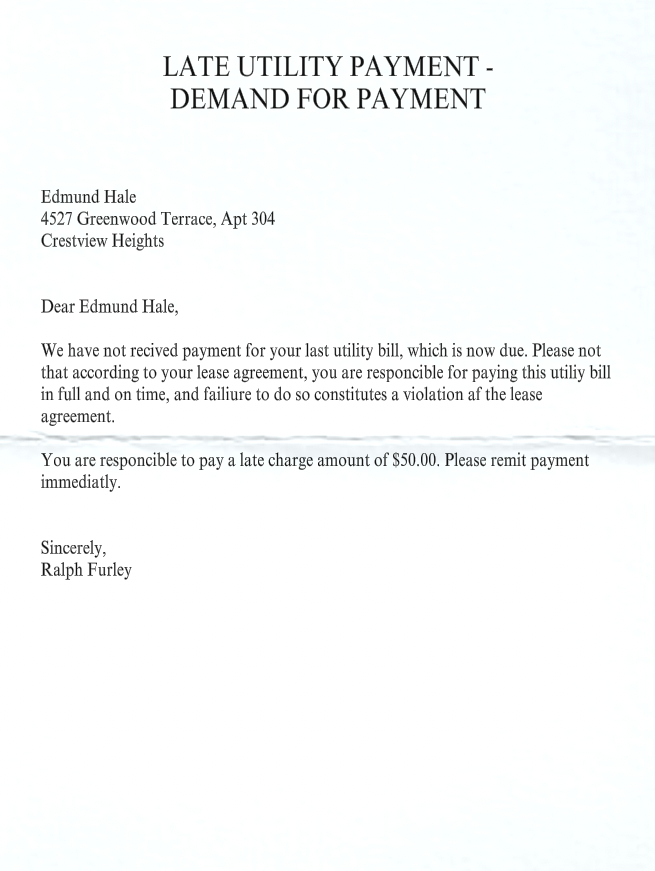 LATE UTILITY PAYMENT -
DEMAND FOR PAYMENT
Edmund Hale
4527 Greenwood Terrace, Apt 304
Crestview Heights
Dear Edmund Hale,
We have not recived payment for your last utility bill, which is now due. Please not
that according to your lease agreement, you are responcible for paying this utiliy bill
in full and on time, and failiure to do so constitutes a violation af the lease
agreement.
You are responcible to pay a late charge amount of $50.00. Please remit payment
immediatly.
Sincerely,
Ralph Furley